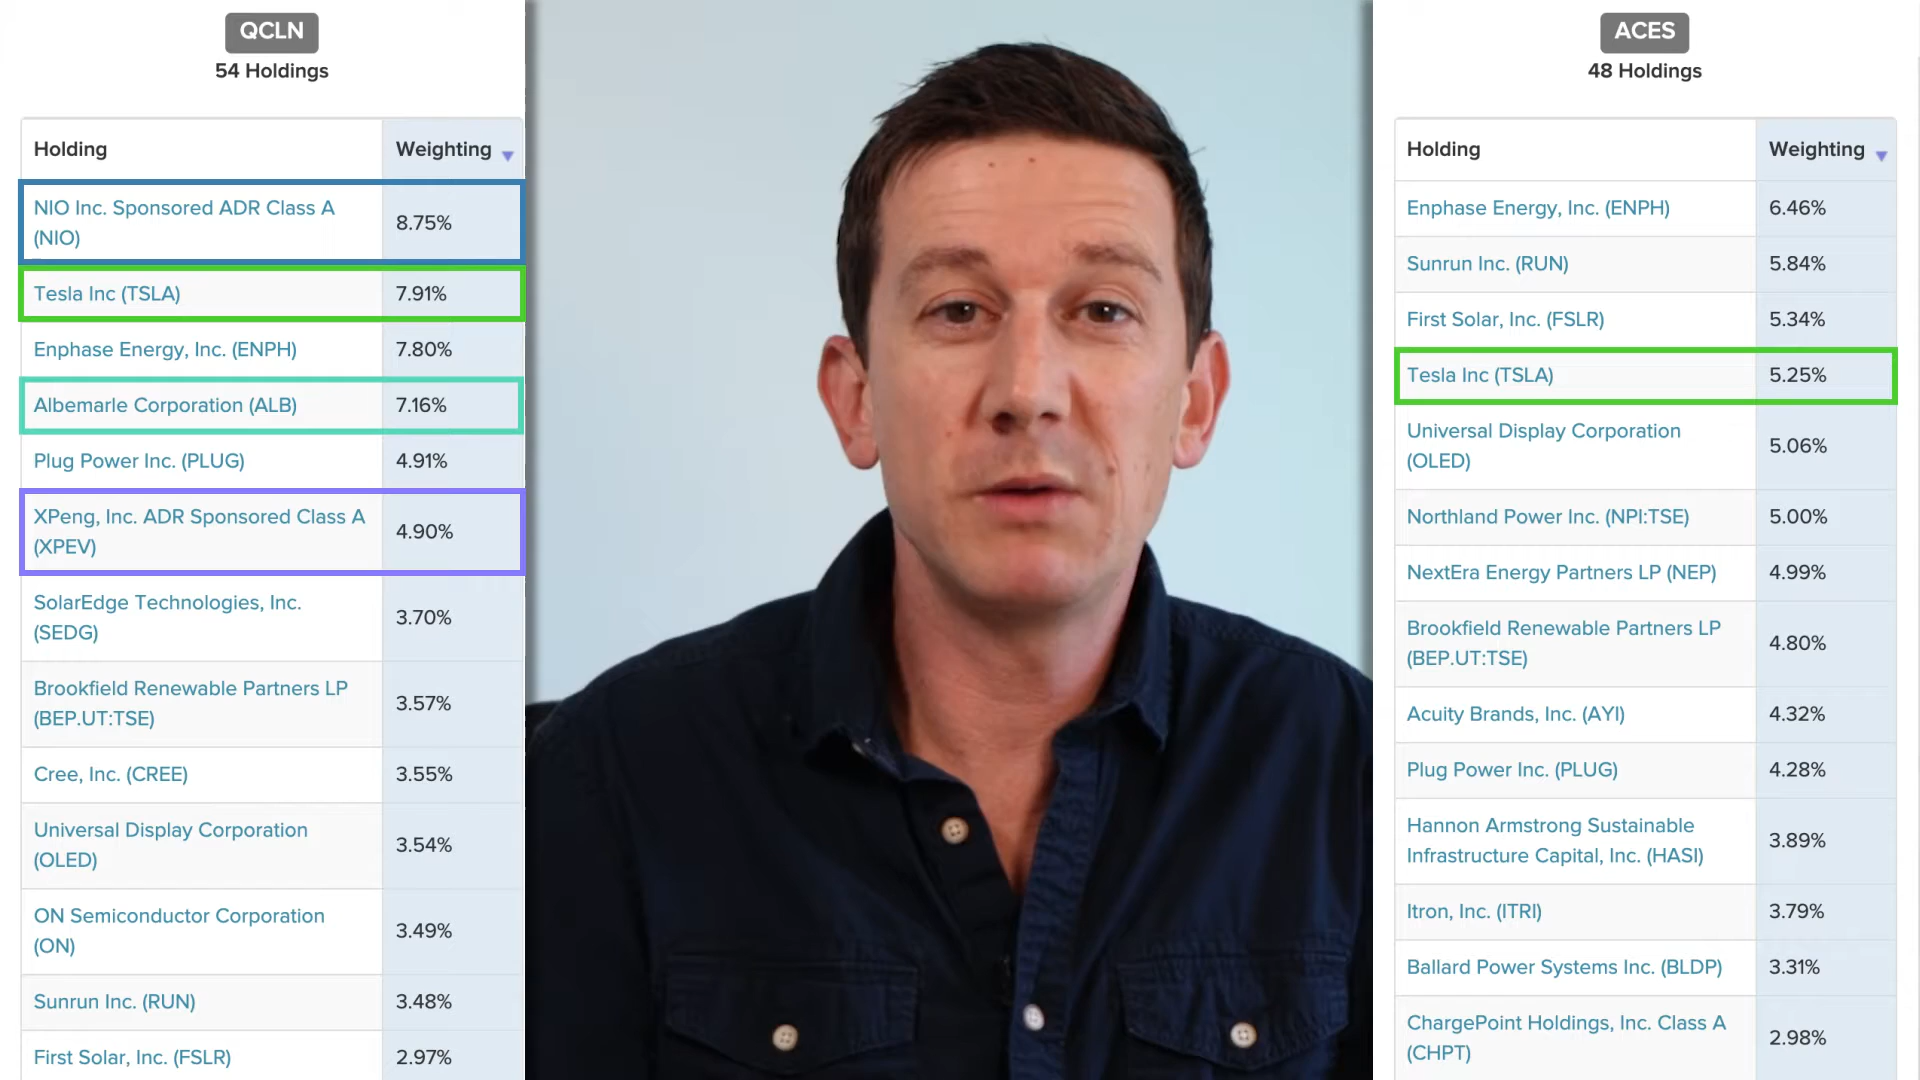 QCLN
54 Holdings
Holding Weighting
NIO Inc. Sponsored ADR Class A
(NIO)
8.75%
Tesla Inc (TSLA) 7.91%
Enphase Energy, Inc. (ENPH) 7.80%
Albemarle Corporation (ALB) 7.16%
Plug Power Inc. (PLUG) 4.91%
XPeng, Inc. ADR Sponsored Class A
(XPEV)
4.90%
SolarEdge Technologies, Inc.
(SEDG)
3.70%
Brookfield Renewable Partners LP
(BEP.UT:TSE)
3.57%
Cree, Inc. (CREE) 3.55%
Universal Display Corporation
(OLED)
3.54%
ON Semiconductor Corporation
(ON)
3.49%
Sunrun Inc. (RUN) 3.48%
First Solar, Inc. (FSLR) 2.97%
ACES
48 Holdings
Holding Weighting
Enphase Energy, Inc. (ENPH) 6.46%
Sunrun Inc. (RUN) 5.84%
First Solar, Inc. (FSLR) 5.34%
Tesla Inc (TSLA) 5.25%
Universal Display Corporation
(OLED)
5.06%
Northland Power Inc. (NPI:TSE) 5.00%
NextEra Energy Partners LP (NEP) 4.99%
Brookfield Renewable Partners LP
(BEP.UT:TSE)
4.80%
Acuity Brands, Inc. (AYI) 4.32%
Plug Power Inc. (PLUG) 4.28%
Hannon Armstrong Sustainable
Infrastructure Capital, Inc. (HASI)
3.89%
Itron, Inc. (ITRI) 3.79%
Ballard Power Systems Inc. (BLDP) 3.31%
ChargePoint Holdings, Inc. Class A
(CHPT)
2.98%